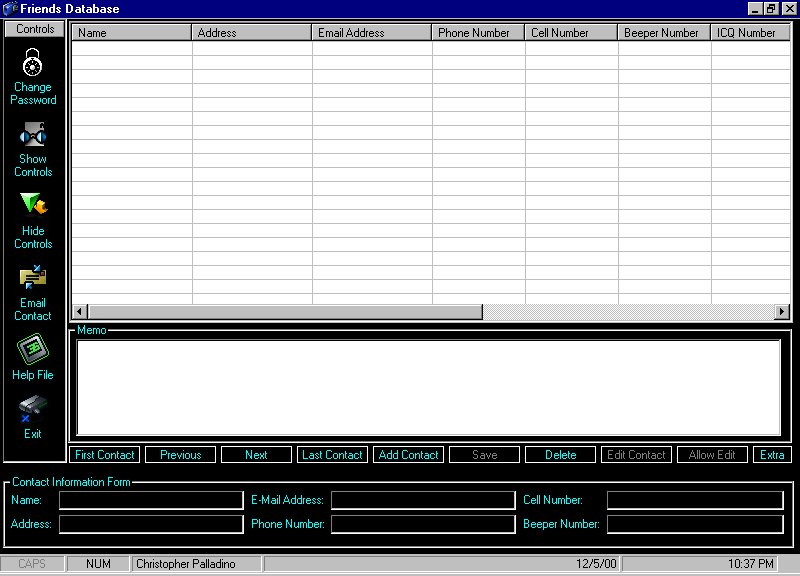 Friends Database
Controls
Name Address Email Address Phone Number Cell Number Beeper Number ICQ Number
Change
Password
Show
Controls
Hide
Controls
Email
Contact
Help File
Exit
Memo
First Contact Previous Next Last Contact Add Contact Save Delete Edit Contact Allow Edit Extra
Contact Information Form
Name: E-Mail Address: Cell Number:
Address: Phone Number: Beeper Number:
CAPS NUM Christopher Palladino 12/5/00 10:37 PM